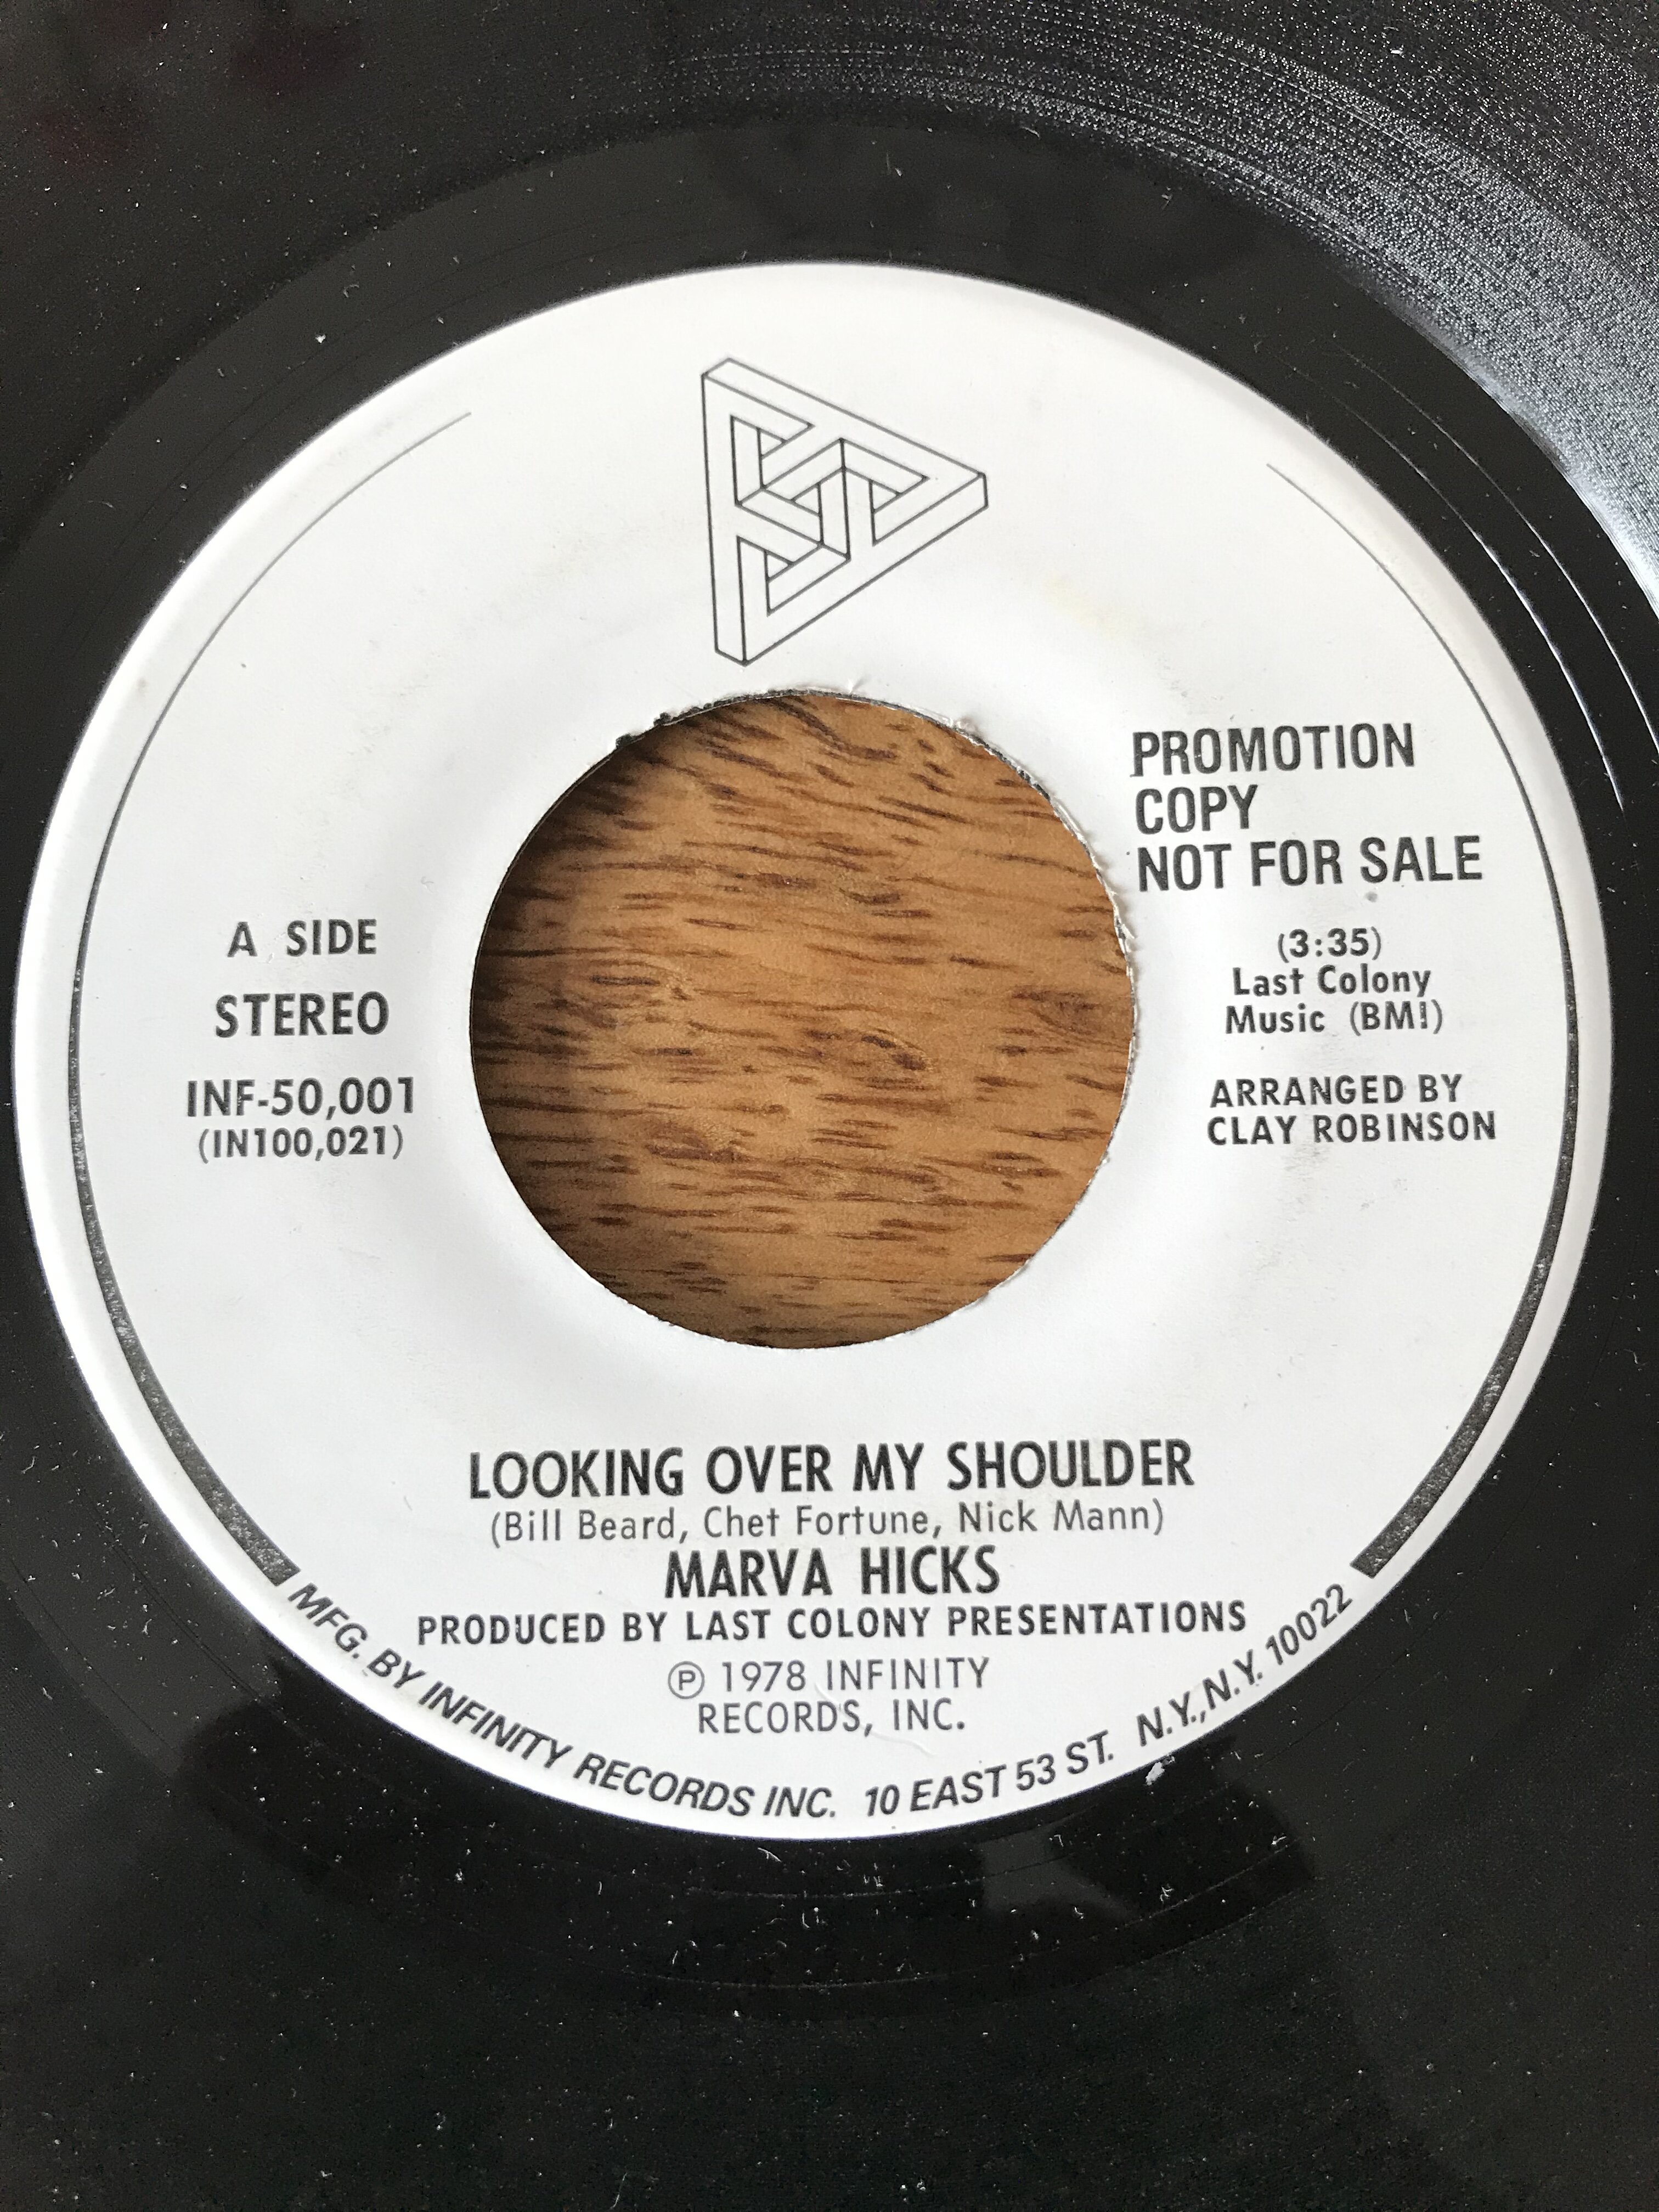 PROMOTION
COPY
NOT FOR SALE
A SIDE
STEREO
INF-50,001
(IN100,021)
(3:35)
Last Colony
Music (BMI)
ARRANGED BY
CLAY ROBINSON
LOOKING OVER MY SHOULDER
(Bill Beard, Chet Fortune, Nick Mann)
MARVA HICKS
PRODUCED BY LAST COLONY PRESENTATIONS
Ⓟ 1978 INFINITY
RECORDS, INC.
MFG. BY INFINITY RECORDS INC. 10 EAST 53 ST. N.Y., N.Y. 10022